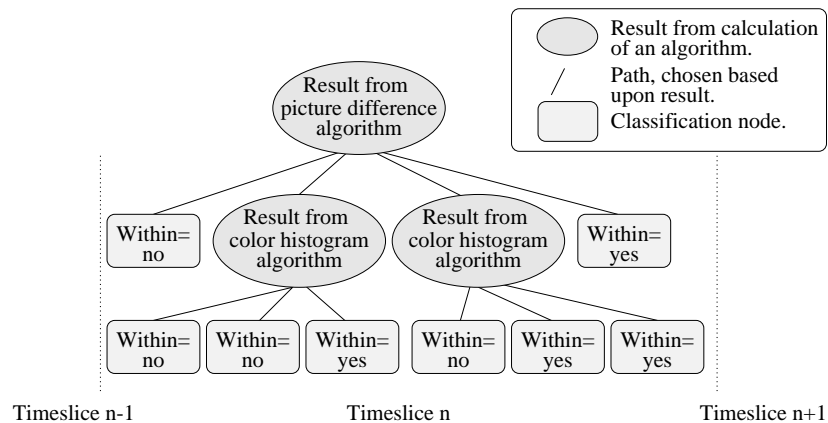 Result from calculation
of an algorithm.
Path, chosen based
upon result.
Classification node.
Result from
picture difference
algorithm
Within=
no
Result from
color histogram
algorithm
Result from
color histogram
algorithm
Within=
yes
Within=
no
Within=
no
Within=
yes
Within=
no
Within=
yes
Within=
yes
Timeslice n-1
Timeslice n
Timeslice n+1